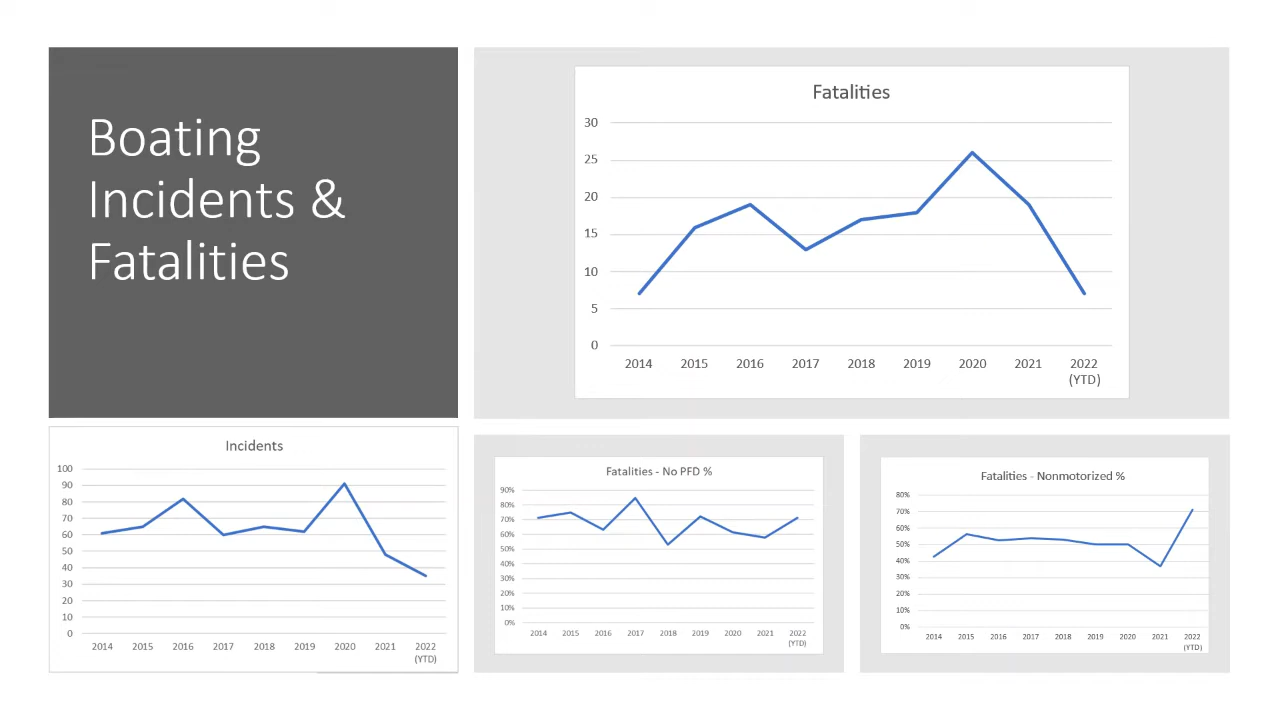 Boating
Incidents &
Fatalities
Fatalities
30
25
20
15
10
5
0
2014 2015 2016 2017 2018 2019 2020 2021 2022
(YTD)
Incidents
100
90
80
70
60
50
40
30
20
10
0
2014 2015 2016 2017 2018 2019 2020 2021 2022
(YTD)
Fatalities - No PFD %
90%
80%
70%
60%
50%
40%
30%
20%
10%
0%
2014 2015 2016 2017 2018 2019 2020 2021 2022
(YTD)
Fatalities - Nonmotorized %
80%
70%
60%
50%
40%
30%
20%
10%
0%
2014 2015 2016 2017 2018 2019 2020 2021 2022
(YTD)